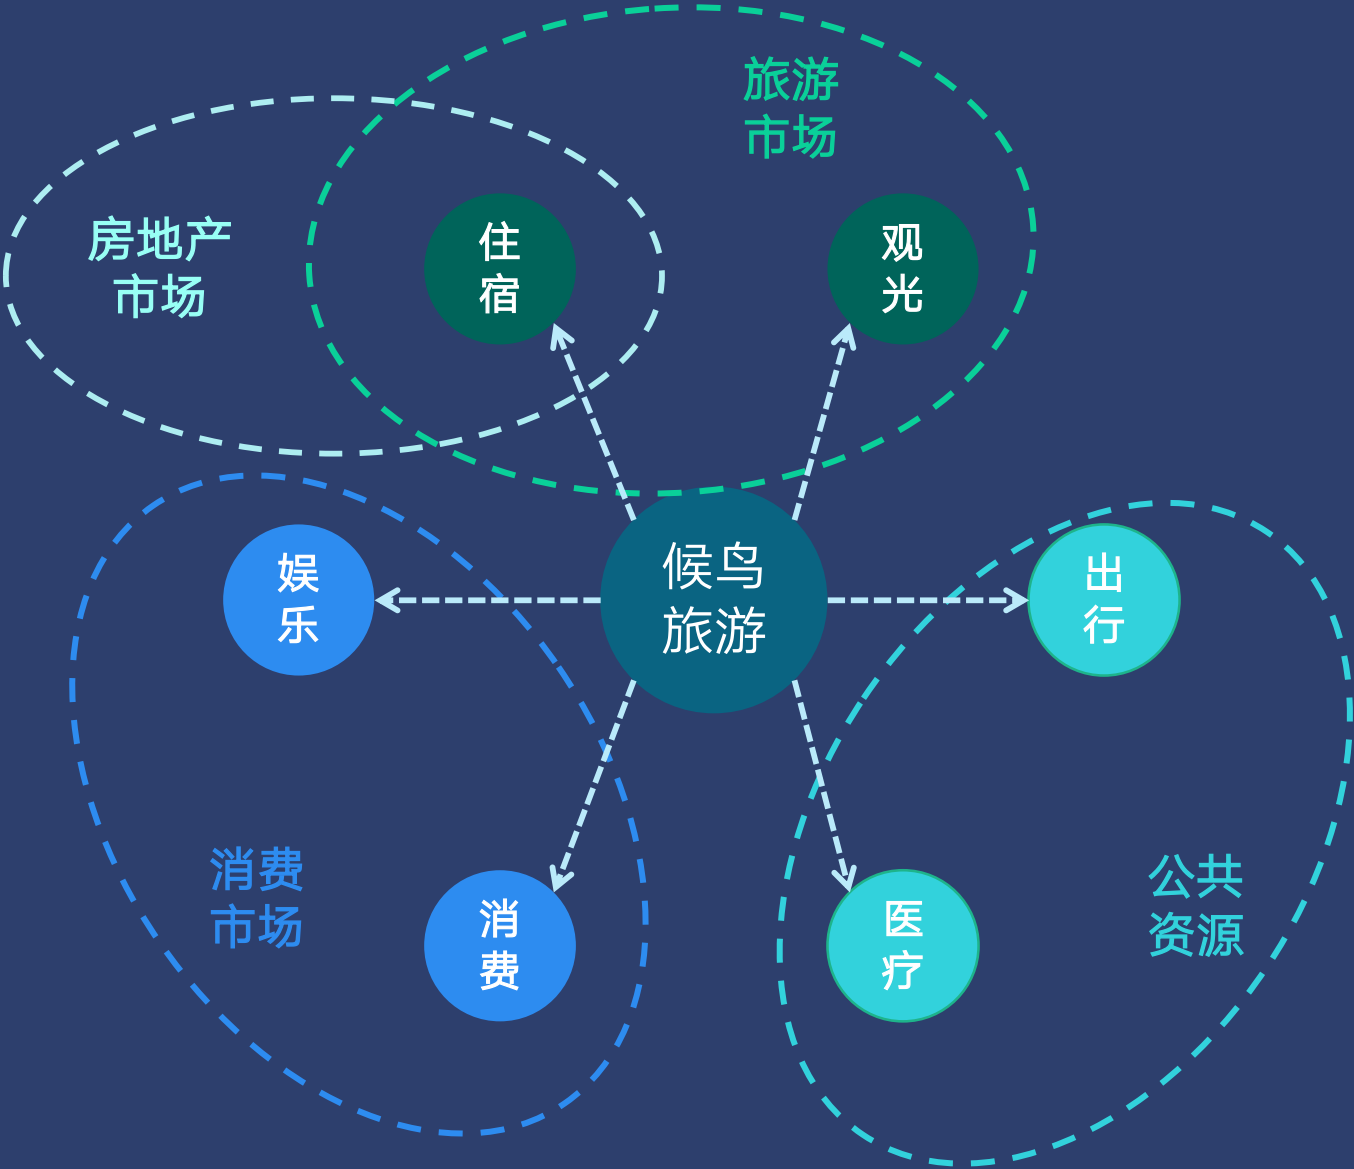 旅游
市场
房地产
市场
住
宿
观
光
候鸟
旅游
娱
乐
出
行
消费
市场
消
费
医
疗
公共
资源